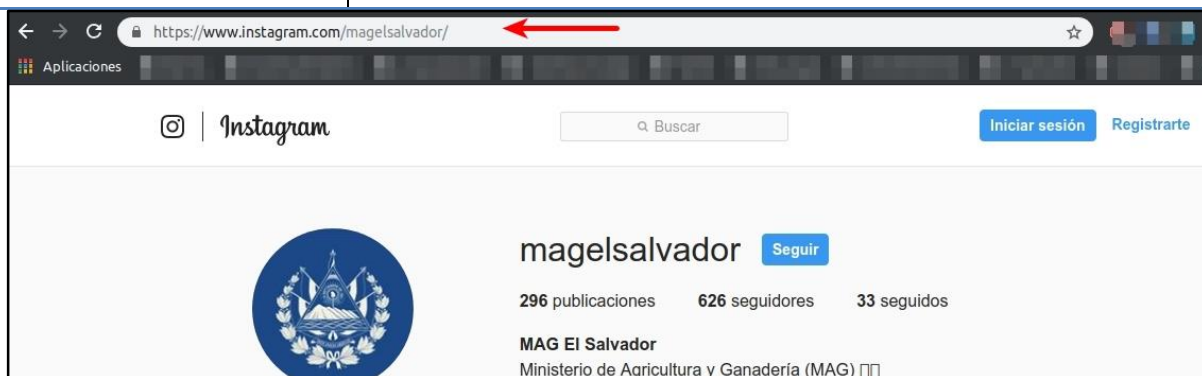 https://www.instagram.com/magelsalvador/
Aplicaciones
Instagram
Buscar
Iniciar sesión
Registrarte
magelsalvador Seguir
296 publicaciones 626 seguidores 33 seguidos
MAG El Salvador
Ministerio de Agricultura y Ganadería (MAG)